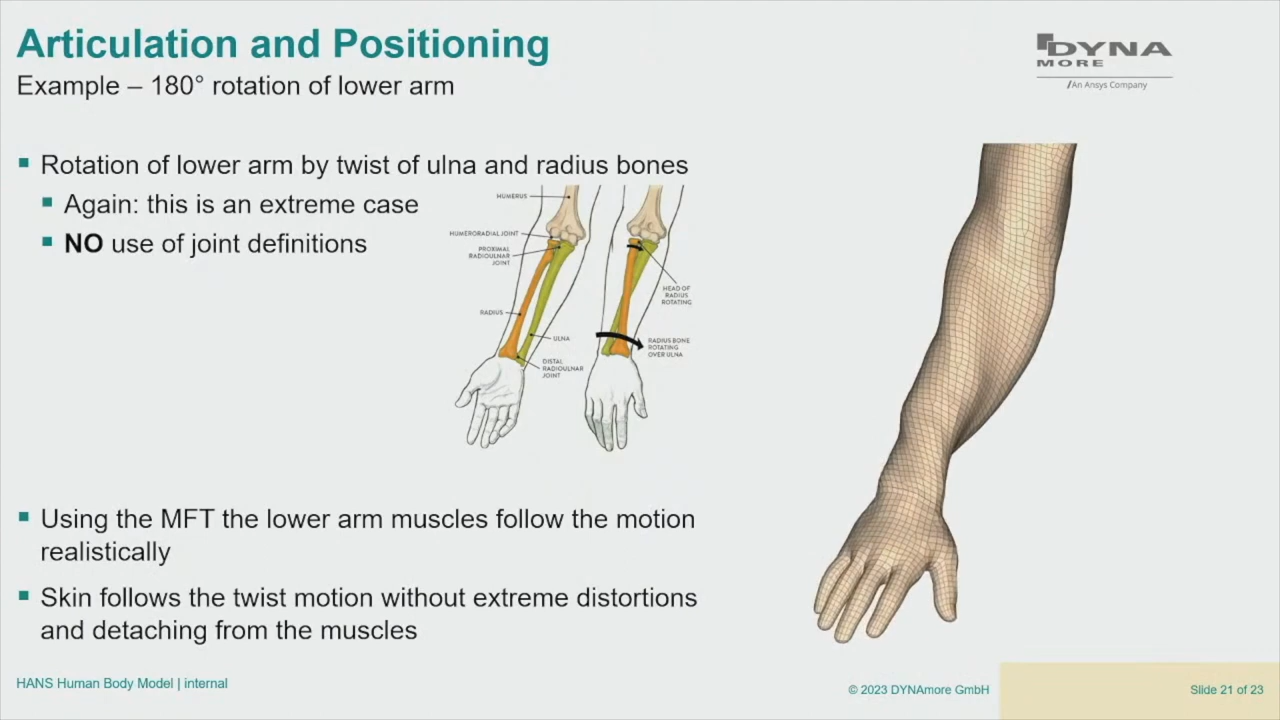 Articulation and Positioning
Example – 180° rotation of lower arm
DYNA
MORE
/An Ansys Company
▪ Rotation of lower arm by twist of ulna and radius bones
▪ Again: this is an extreme case
▪ NO use of joint definitions
HUMERUS
HUMERORADIAL JOINT
PROXIMAL
RADIOULNAR
JOINT
RADIUS
ULNA
DISTAL
RADIOULNAR
JOINT
HEAD OF
RADIUS
ROTATING
RADIUS BONE
ROTATING
OVER ULNA
▪ Using the MFT the lower arm muscles follow the motion
realistically
▪ Skin follows the twist motion without extreme distortions
and detaching from the muscles
HANS Human Body Model | internal
© 2023 DYNAmore GmbH
Slide 21 of 23